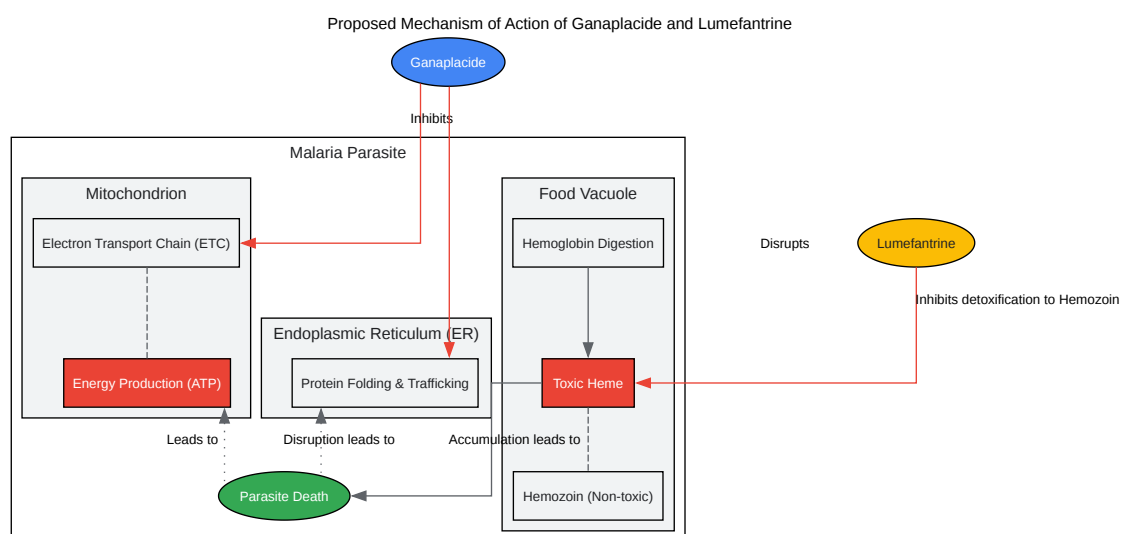 Proposed Mechanism of Action of Ganaplacide and Lumefantrine
Ganaplacide
Inhibits
Malaria Parasite
Mitochondrion
Food Vacuole
Electron Transport Chain (ETC)
Hemoglobin Digestion
Disrupts
Lumefantrine
Inhibits detoxification to Hemozoin
Endoplasmic Reticulum (ER)
Energy Production (ATP)
Protein Folding & Trafficking
Toxic Heme
Leads to
Disruption leads to
Accumulation leads to
Parasite Death
Hemozoin (Non-toxic)